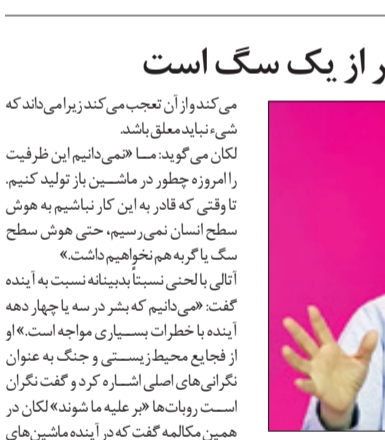 ر از یک سگ است
می‌کند و از آن تعجب می‌کند زیرا می‌داند که
شیء نباید معلق باشد.
لکان می‌گوید: مـا «نمی‌دانیم این ظرفیت
را امروزه چطور در ماشـین باز تولید کنیم.
تا وقتی که قادر به این کار نباشیم به هوش
سطح انسان نمی‌رسیم، حتی هوش سطح
سگ یا گربه هم نخواهیم داشت.»
آتالی با لحنی نسبتاً بدبینانه نسبت به آینده
گفت: «می‌دانیم که بشر در سه یا چهار دهه
آینده با خطرات بسـیاری مواجه است.» او
از فجایع محیط‌زیسـتی و جنگ به عنوان
نگرانی‌های اصلی اشـاره کرد و گفت نگران
اسـت روبات‌ها «بر علیه ما شوند» لکان در
همین مکالمه گفت که در آینده ماشین‌های